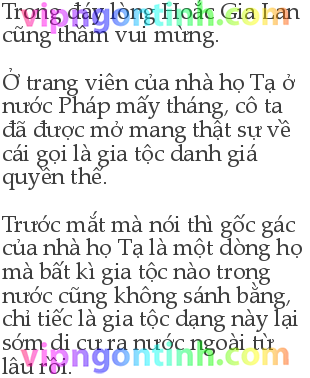 Trong đáy lòng Hoắc Gia Lan
cũng thầm vui mừng.
Ở trang viên của nhà họ Tạ ở
nước Pháp mấy tháng, cô ta
đã được mở mang thật sự về
cái gọi là gia tộc danh giá
quyền thế.
Trước mắt mà nói thì gốc gác
của nhà họ Tạ là một dòng họ
mà bất kì gia tộc nào trong
nước cũng không sánh bằng,
chỉ tiếc là gia tộc dạng này lại
sớm di cư ra nước ngoài từ
lâu rồi.
vipngontinh.com
vipngontinh.com